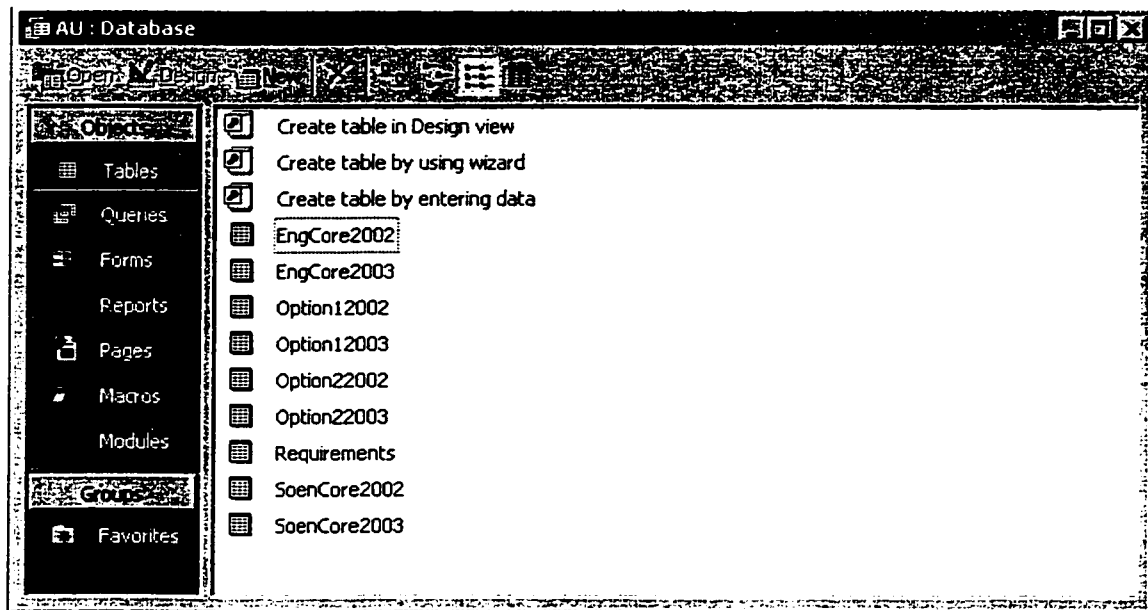 AU : Database
Open Design New
Objects
Tables
Queries
Forms
Reports
Pages
Macros
Modules
Groups
Favorites
Create table in Design view
Create table by using wizard
Create table by entering data
EngCore2002
EngCore2003
Option12002
Option12003
Option22002
Option22003
Requirements
SoenCore2002
SoenCore2003